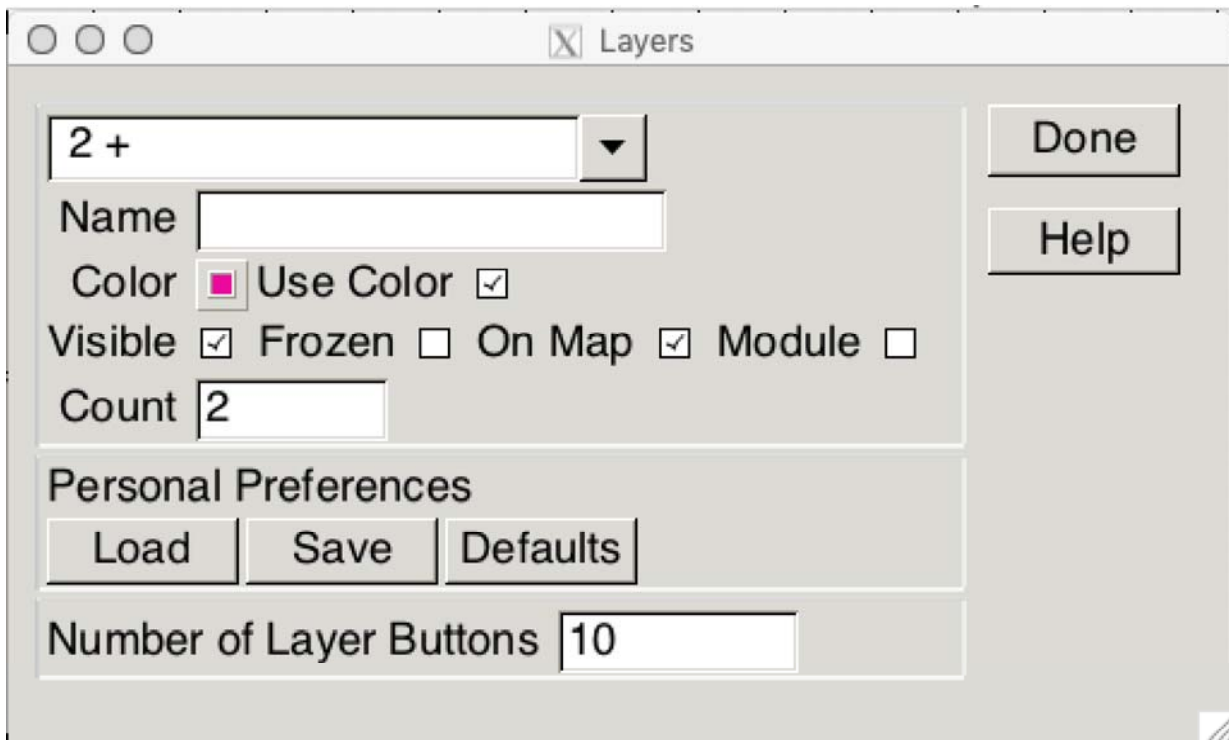 Layers
2 +
Done
Name
Help
Color Use Color
Visible Frozen On Map Module
Count 2
Personal Preferences
Load Save Defaults
Number of Layer Buttons 10